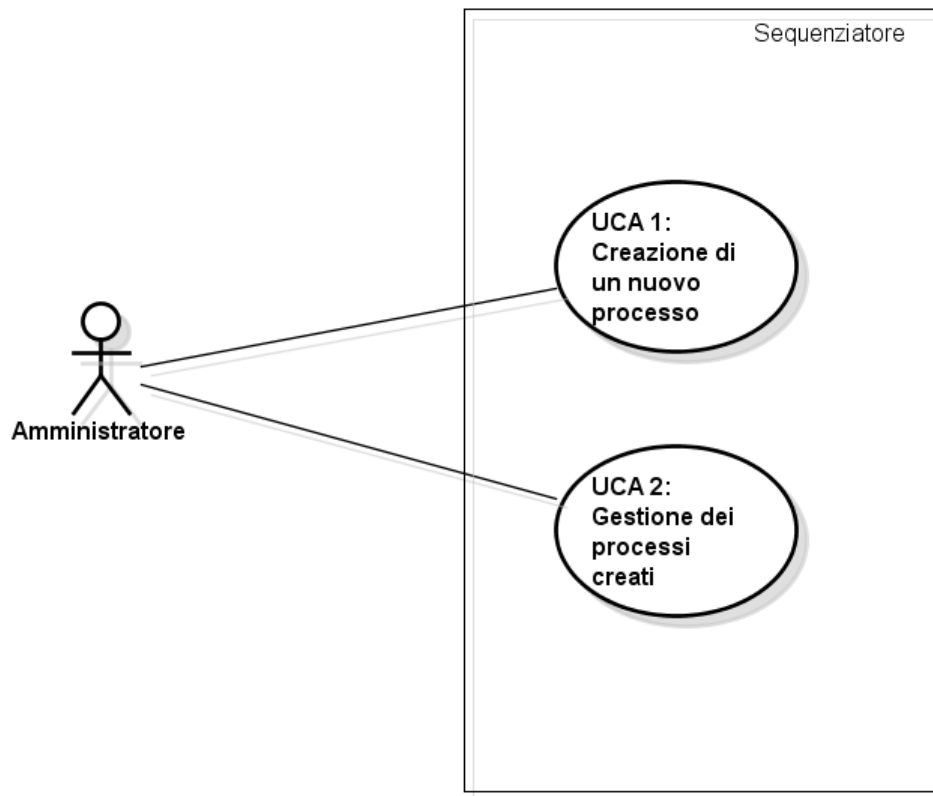 Sequenziatore
UCA 1:
Creazione di
un nuovo
processo
Amministratore
UCA 2:
Gestione dei
processi
creati